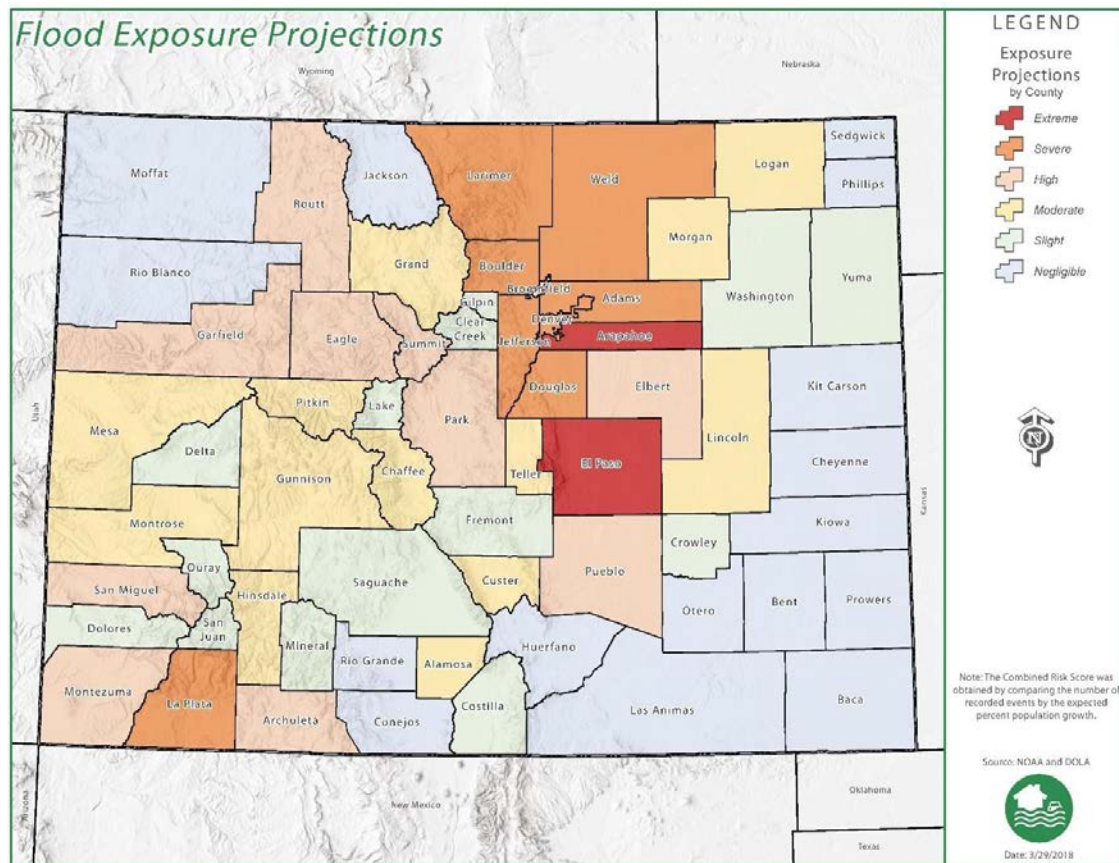 Flood Exposure Projections
Wyoming
Nebraska
Moffat
Jackson
Larimer
Weld
Logan
Sedgwick
Phillips
Routt
Morgan
Rio Blanco
Grand
Boulder
Broomfield
Gilpin
Clear
Creek
Adams
Denver
Washington
Yuma
Garfield
Eagle
Summit
Jefferson
Arapahoe
Utah
Mesa
Pitkin
Lake
Park
Douglas
Elbert
Lincoln
Kit Carson
Delta
Gunnison
Chaffee
Teller
El Paso
Cheyenne
Kansas
Montrose
Fremont
Crowley
Kiowa
Ouray
Saguache
Custer
Pueblo
San Miguel
Hinsdale
Otero
Bent
Prowers
Dolores
San
Juan
Mineral
Rio Grande
Alamosa
Huerfano
Montezuma
La Plata
Archuleta
Conejos
Costilla
Las Animas
Baca
Arizona
New Mexico
Oklahoma
Texas
LEGEND
Exposure
Projections
by County
Extreme
Severe
High
Moderate
Slight
Negligible
N
Note: The Combined Risk Score was
obtained by comparing the number of
recorded events by the expected
percent population growth.
Source: NOAA and DOLA
Date: 3/29/2018